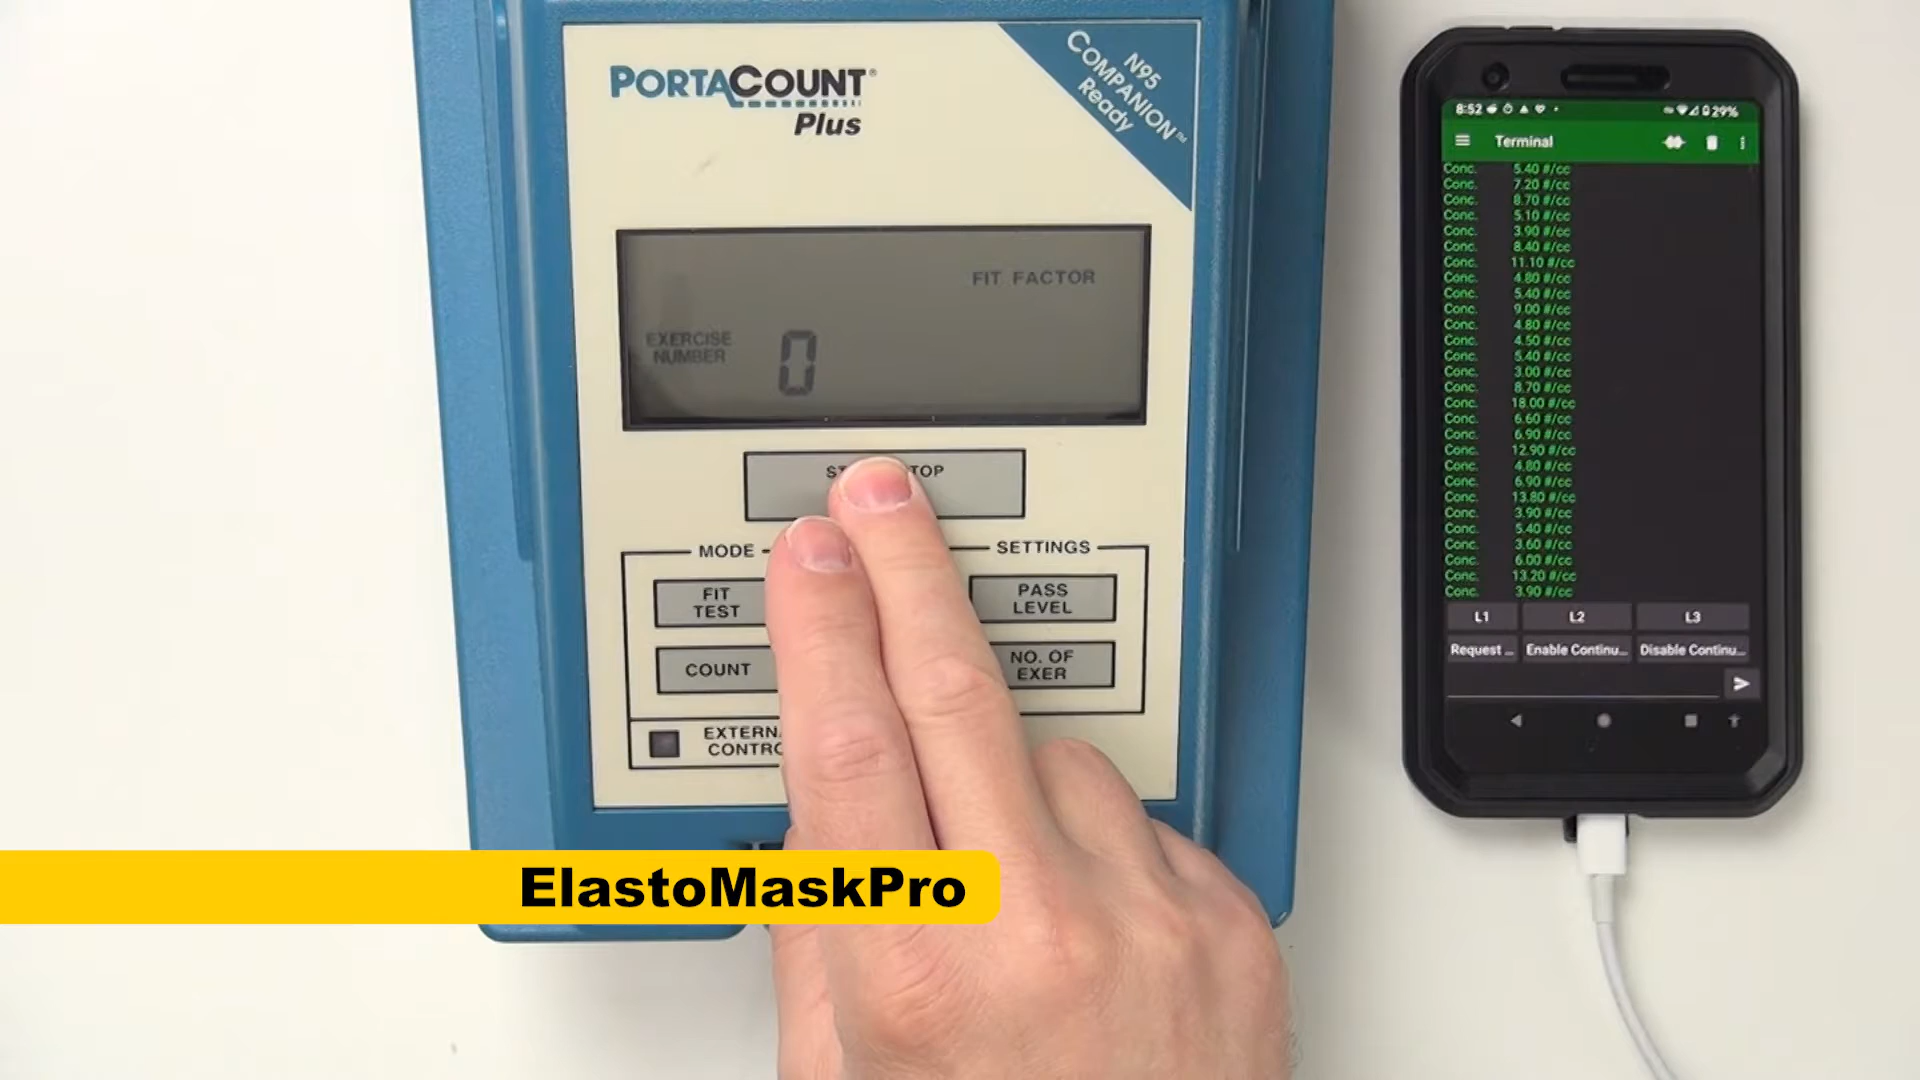 PORTACOUNT®
Plus
N95
COMPANION™
Ready
FIT FACTOR
EXERCISE
NUMBER 0
MODE
SETTINGS
FIT
TEST
PASS
LEVEL
COUNT
NO. OF
EXER
ElastoMaskPro
8:52
29%
Terminal
Conc. 5.40 #/cc
Conc. 7.20 #/cc
Conc. 8.70 #/cc
Conc. 5.10 #/cc
Conc. 3.90 #/cc
Conc. 8.40 #/cc
Conc. 11.10 #/cc
Conc. 4.80 #/cc
Conc. 5.40 #/cc
Conc. 9.00 #/cc
Conc. 4.80 #/cc
Conc. 4.50 #/cc
Conc. 5.40 #/cc
Conc. 3.00 #/cc
Conc. 8.70 #/cc
Conc. 18.00 #/cc
Conc. 6.60 #/cc
Conc. 6.90 #/cc
Conc. 12.90 #/cc
Conc. 4.80 #/cc
Conc. 6.90 #/cc
Conc. 13.80 #/cc
Conc. 3.90 #/cc
Conc. 5.40 #/cc
Conc. 3.60 #/cc
Conc. 6.00 #/cc
Conc. 13.20 #/cc
Conc. 3.90 #/cc
L1 L2 L3
Request ... Enable Continu... Disable Continu...